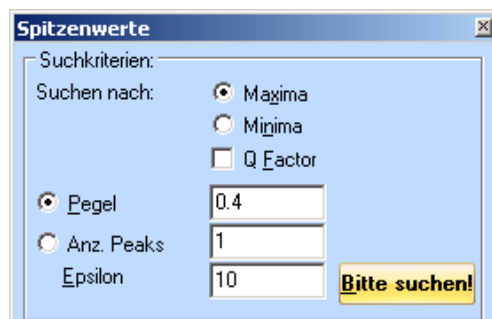 Spitzenwerte
Suchkriterien:
Suchen nach:
Maxima
Minima
Q Factor
Pegel 0.4
Anz. Peaks 1
Epsilon 10
Bitte suchen!